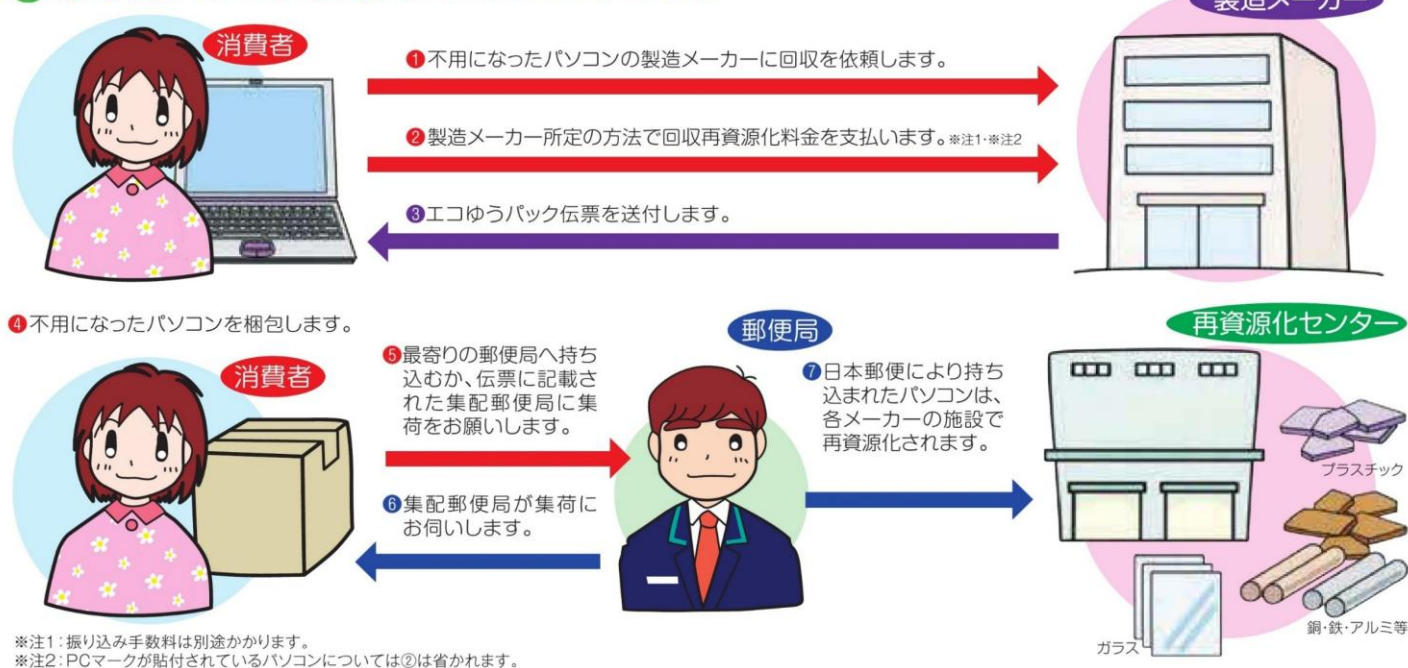 製造メーカー
消費者
❶不用になったパソコンの製造メーカーに回収を依頼します。
❷製造メーカー所定の方法で回収再資源化料金を支払います。※注1・※注2
❸エコゆうパック伝票を送付します。
❹不用になったパソコンを梱包します。
消費者
❺最寄りの郵便局へ持ち
込むか、伝票に記載さ
れた集配郵便局に集
荷をお願いします。
❻集配郵便局が集荷に
お伺いします。
郵便局
❼日本郵便により持ち
込まれたパソコンは、
各メーカーの施設で
再資源化されます。
再資源化センター
プラスチック
銅・鉄・アルミ等
ガラス
※注1：振り込み手数料は別途かかります。
※注2：PCマークが貼付されているパソコンについては②は省かれます。